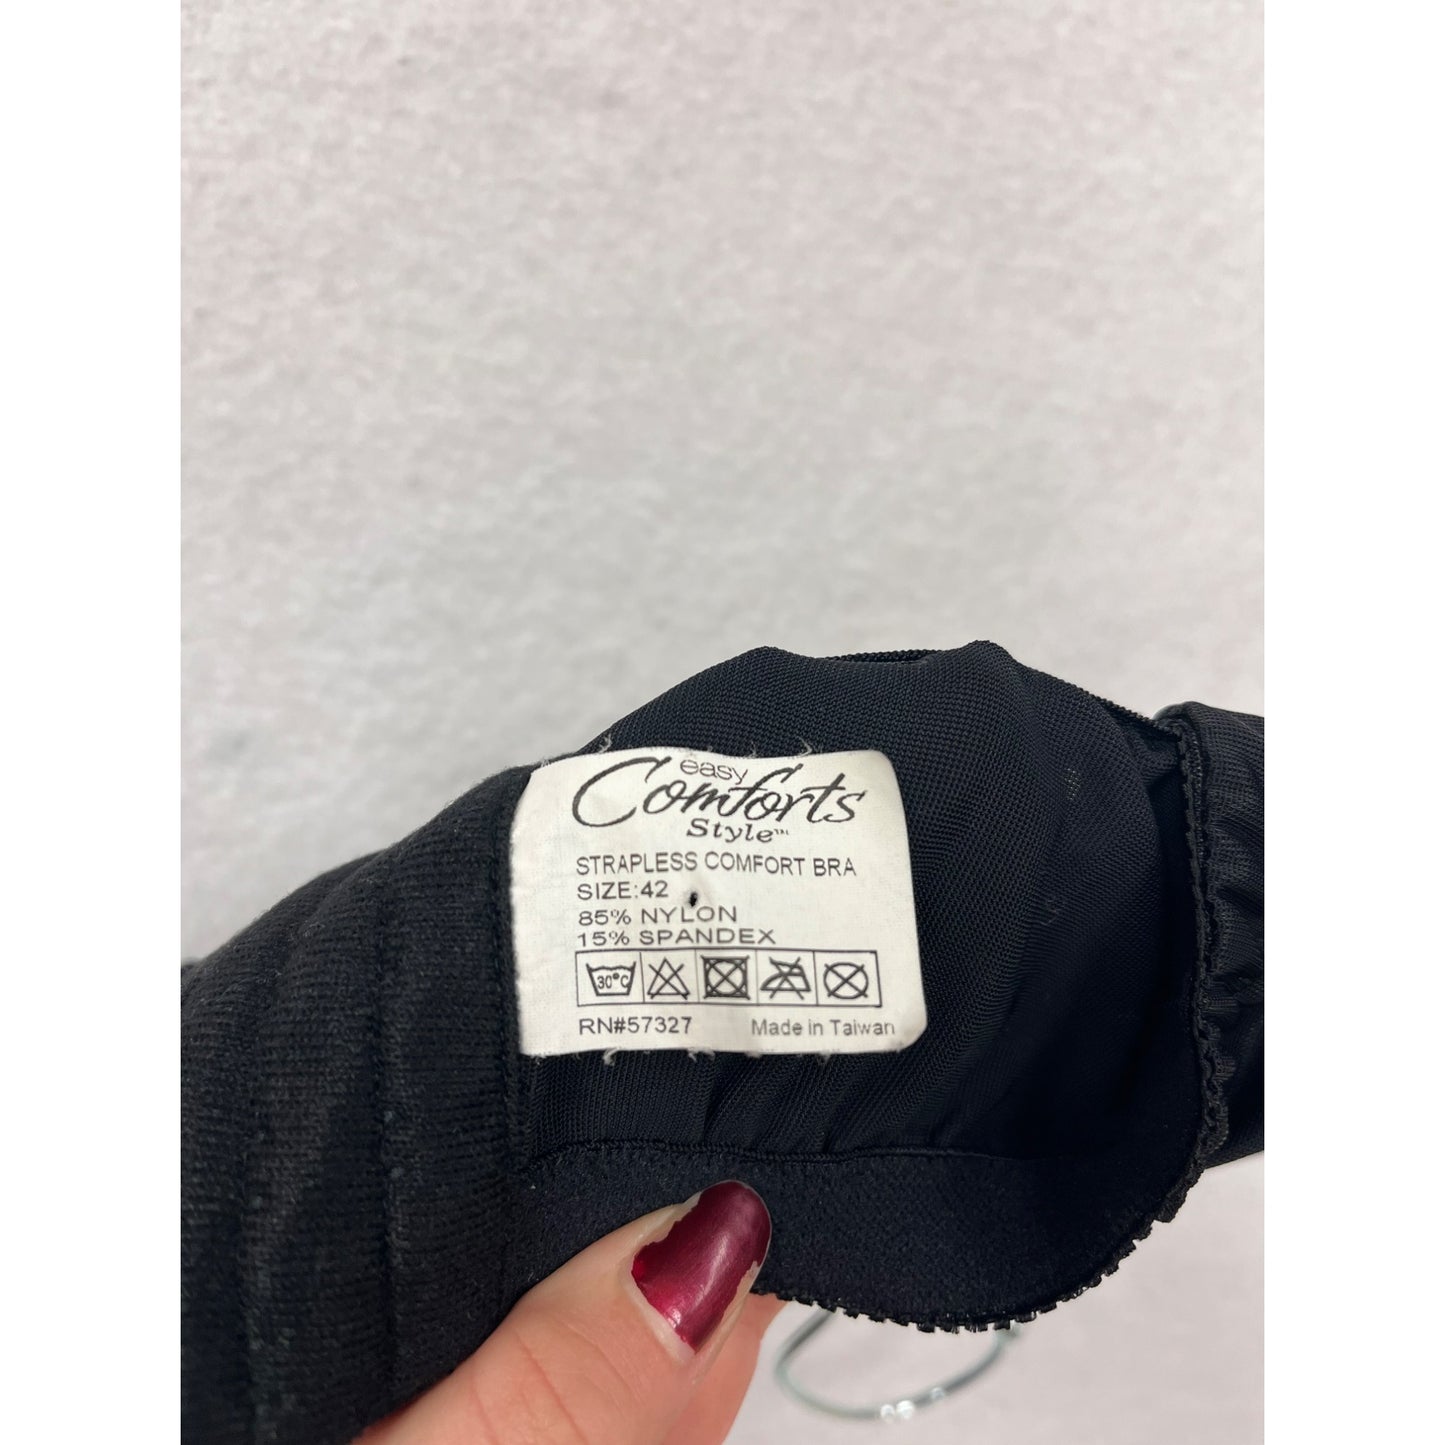 easy
Comforts
Style™
STRAPLESS COMFORT BRA
SIZE:42
85% NYLON
15% SPANDEX
30°C
RN#57327 Made in Taiwan